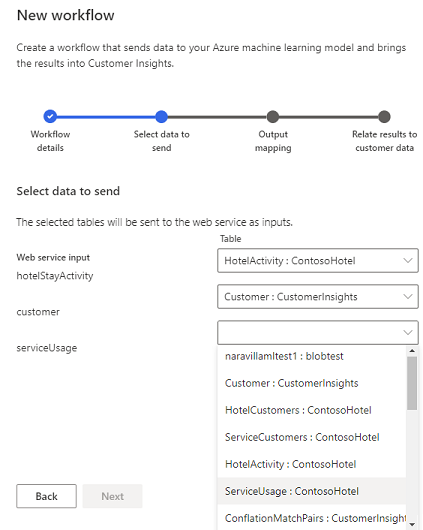 New workflow
Create a workflow that sends data to your Azure machine learning model and brings
the results into Customer Insights.
Workflow details
Select data to send
Output mapping
Relate results to customer data
Select data to send
The selected tables will be sent to the web service as inputs.
Table
Web service input
hotelStayActivity
HotelActivity : ContosoHotel
customer
Customer : CustomerInsights
serviceUsage
naravillamltest1 : blobtest
Customer : CustomerInsights
HotelCustomers : ContosoHotel
ServiceCustomers : ContosoHotel
HotelActivity : ContosoHotel
ServiceUsage : ContosoHotel
ConflationMatchPairs : CustomerInsight
Back
Next